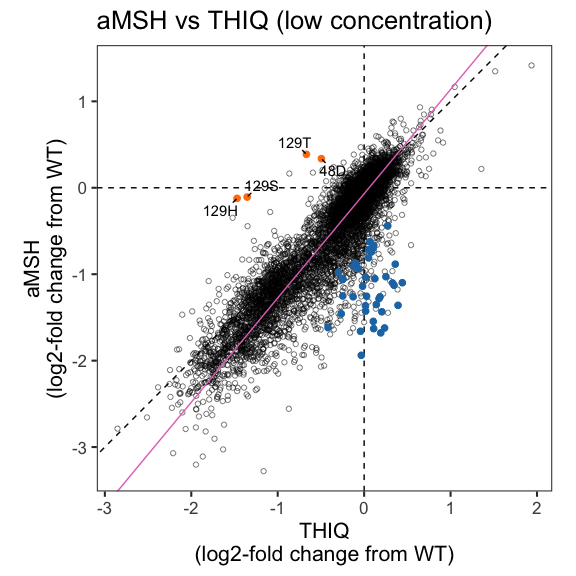 aMSH vs THIQ (low concentration)
1
0
-1
-2
-3
aMSH
(log2-fold change from WT)
129T
48D
129S
129H
-3
-2
-1
0
1
2
THIQ
(log2-fold change from WT)